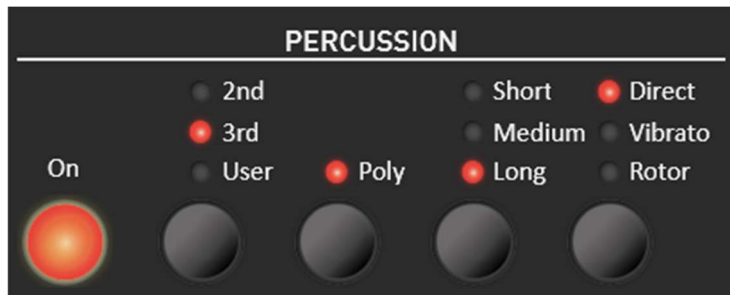 PERCUSSION
2nd Short Direct
3rd Medium Vibrato
On User Poly Long Rotor